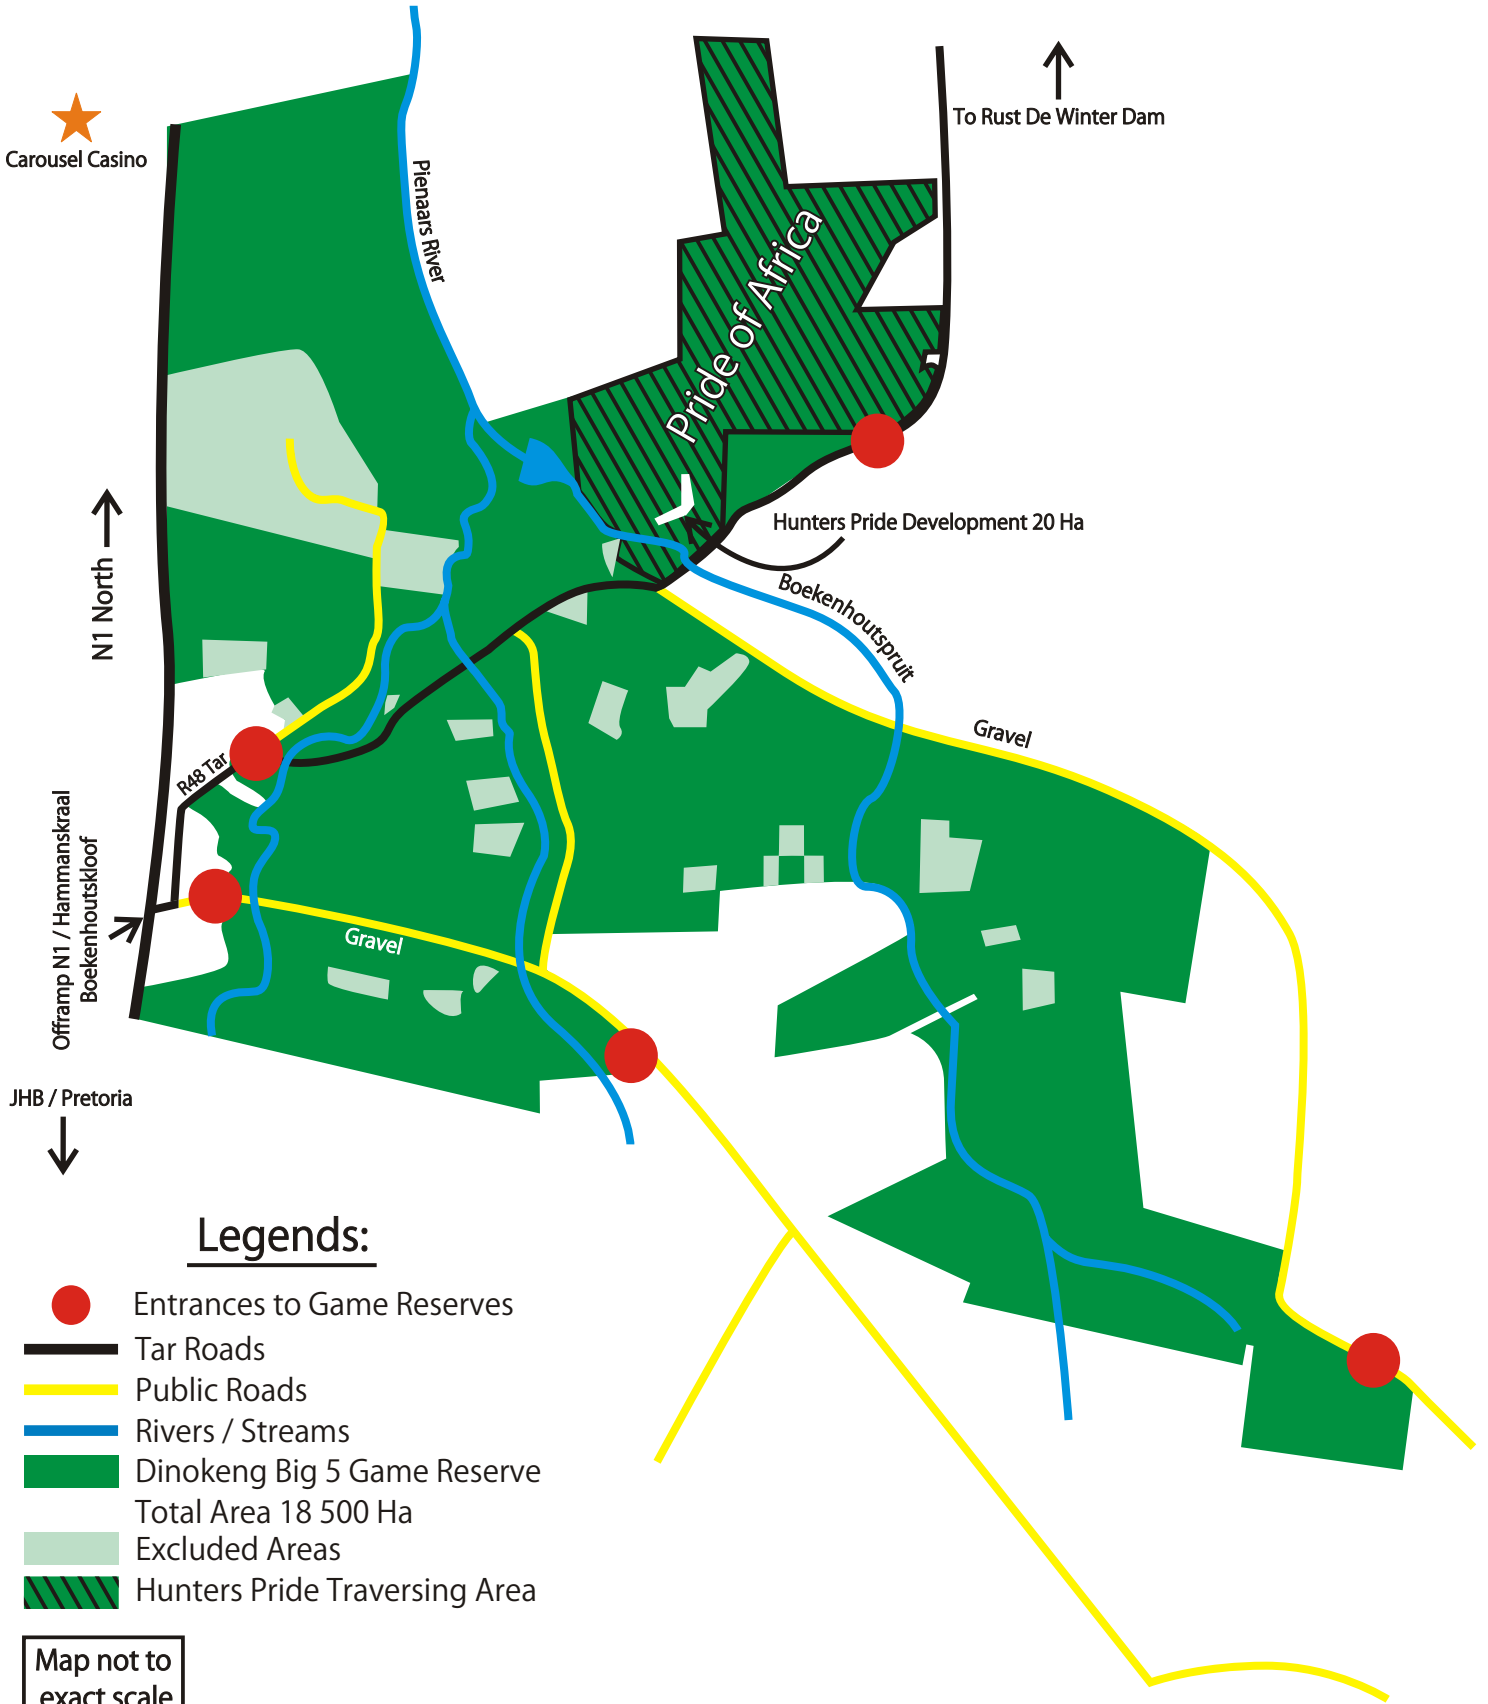 To Rust De Winter Dam
Carousel Casino
Pienaars River
Pride of Africa
Hunters Pride Development 20 Ha
N1 North
Boekenhoutspruit
Gravel
R48 Tar
Offramp N1 / Hammanskraal
Boekenhoutskloof
Gravel
JHB / Pretoria
Legends:
Entrances to Game Reserves
Tar Roads
Public Roads
Rivers / Streams
Dinokeng Big 5 Game Reserve
Total Area 18 500 Ha
Excluded Areas
Hunters Pride Traversing Area
Map not to
exact scale